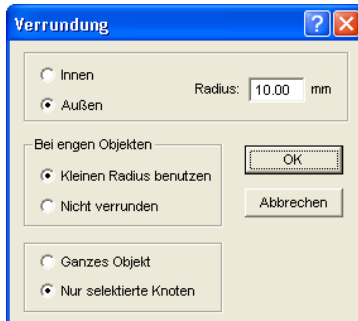 Verrundung
Innen
Radius: 10.00 mm
Außen
Bei engen Objekten
OK
Kleinen Radius benutzen
Nicht verrunden
Abbrechen
Ganzes Objekt
Nur selektierte Knoten